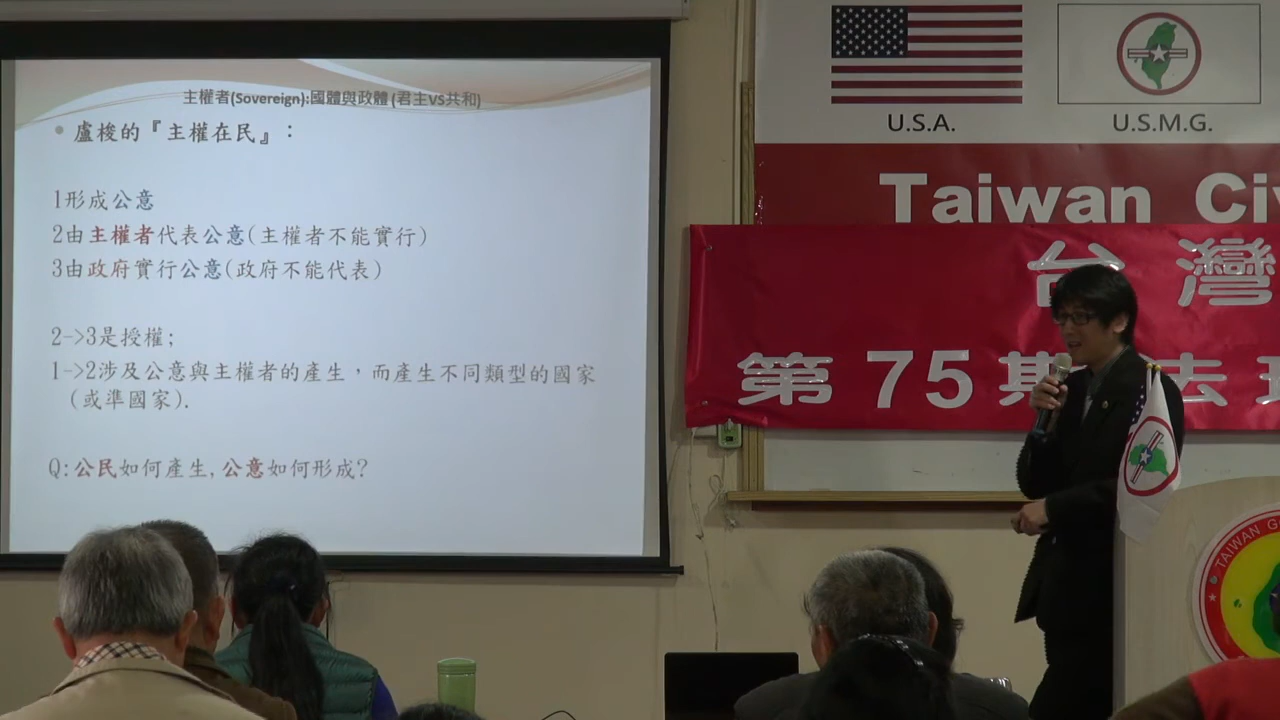 主權者(Sovereign):國體與政體(君主VS共和)
• 盧梭的『主權在民』:
1形成公意
2由主權者代表公意(主權者不能實行)
3由政府實行公意(政府不能代表)
2->3是授權;
1->2涉及公意與主權者的產生,而產生不同類型的國家
(或準國家).
Q:公民如何產生,公意如何形成?
U.S.A.
U.S.M.G.
Taiwan Ci
台灣
第75期法理
TAIWAN G